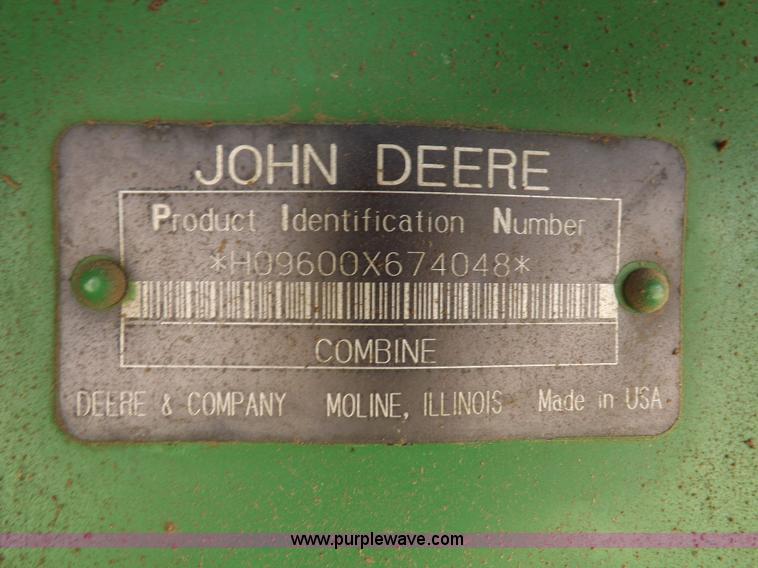 JOHN DEERE
Product Identification Number
*H09600X674048*
COMBINE
DEERE & COMPANY MOLINE, ILLINOIS Made in USA
www.purplewave.com